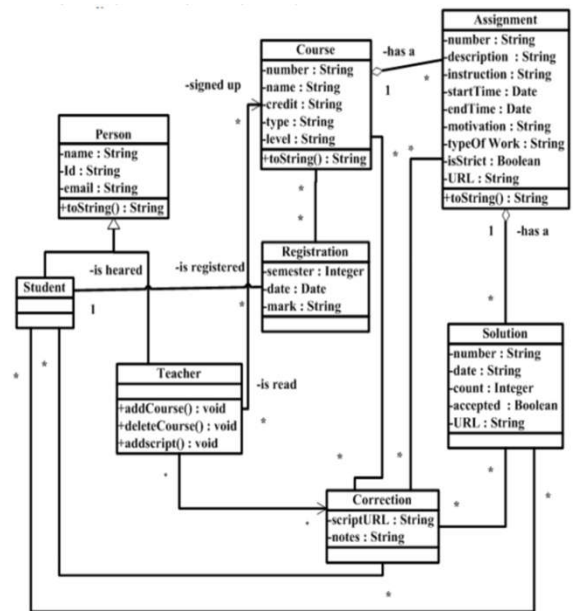 Assignment
-number : String
-description : String
-instruction : String
-startTime : Date
-endTime : Date
-motivation : String
-typeOf Work : String
-isStrict : Boolean
-URL : String
+toString() : String
Course
-number : String
-name : String
-credit : String
-type : String
-level : String
+toString() : String
-has a
1
*
-signed up
*
Person
-name : String
-Id : String
-email : String
+toString() : String
*
*
*
*
Registration
-semester : Integer
-date : Date
-mark : String
-is heared
-is registered
1
*
Student
1
-has a
*
Solution
-number : String
-date : String
-count : Integer
-accepted : Boolean
-URL : String
Teacher
+addCourse() : void
+deleteCourse() : void
+addscript() : void
-is read
*
*
*
*
*
*
*
*
Correction
-scriptURL : String
-notes : String
*
*